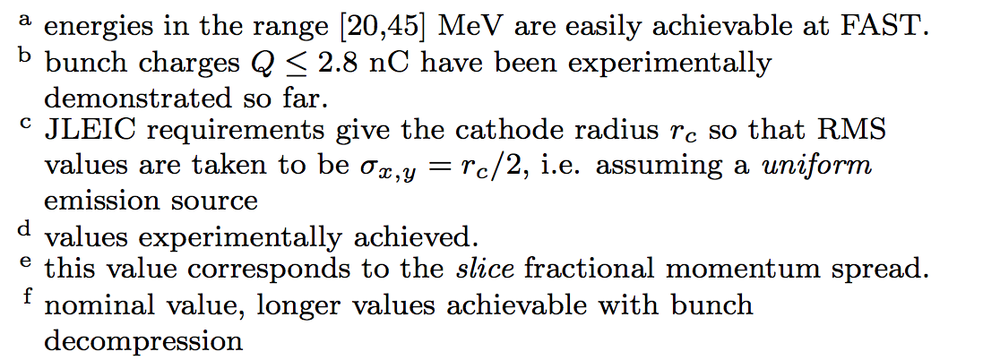 a energies in the range [20,45] MeV are easily achievable at FAST.
b bunch charges Q ≤ 2.8 nC have been experimentally
demonstrated so far.
c JLEIC requirements give the cathode radius r_c so that RMS
values are taken to be σ_{x,y} = r_c/2, i.e. assuming a uniform
emission source
d values experimentally achieved.
e this value corresponds to the slice fractional momentum spread.
f nominal value, longer values achievable with bunch
decompression